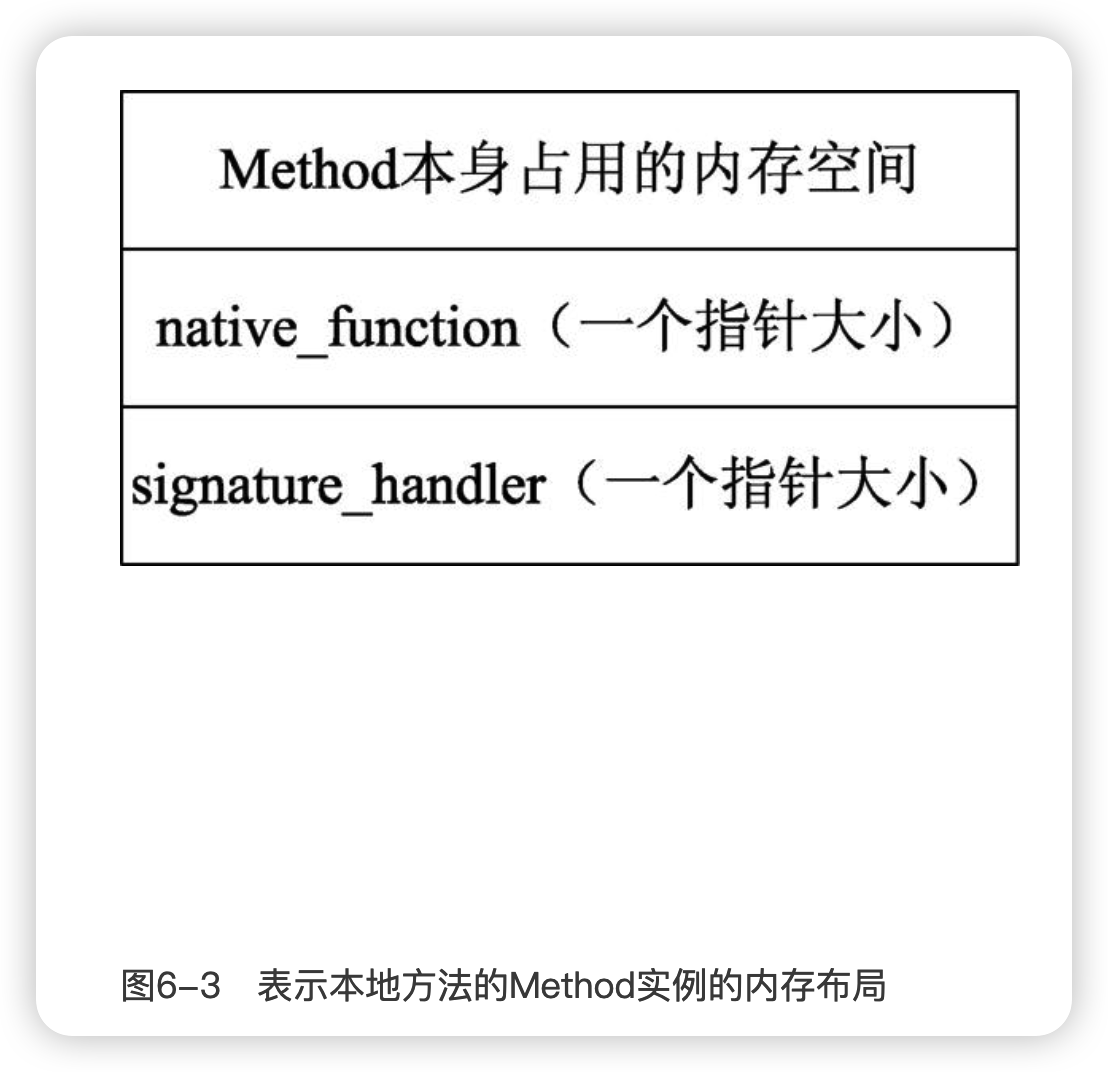 Method本身占用的内存空间
native_function（一个指针大小）
signature_handler（一个指针大小）
图6–3　表示本地方法的Method实例的内存布局